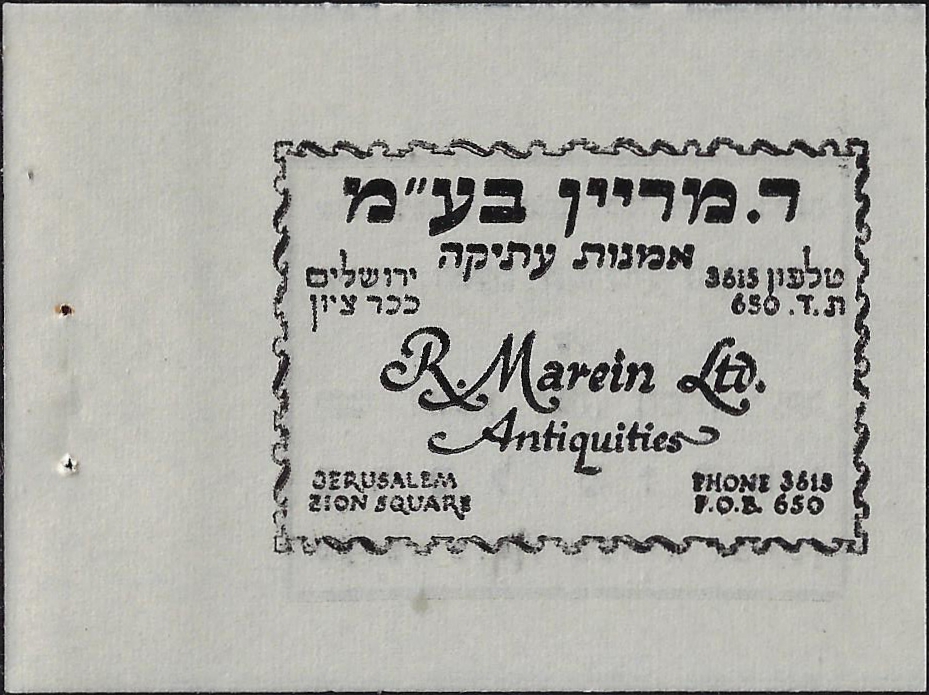 ר. מריין בע"מ
אמנות עתיקה
טלפון 3613
ת.ד. 650
ירושלים
ככר ציון
R. Marein Ltd.
Antiquities
JERUSALEM
ZION SQUARE
PHONE 3613
P.O.B. 650